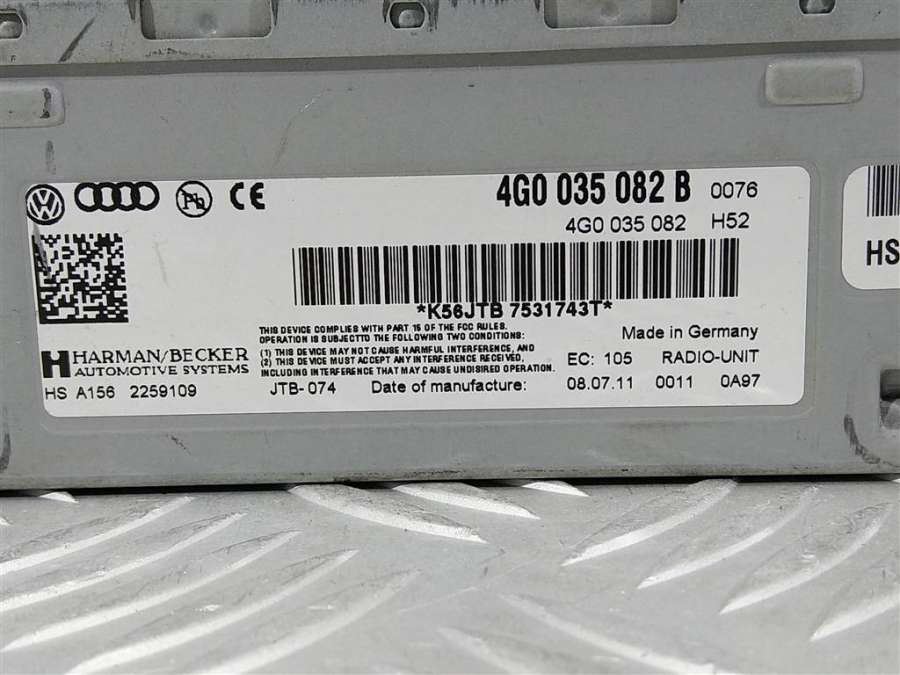 4G0 035 082 B 0076
4G0 035 082 H52
*K56JTB 7531743T*
THIS DEVICE COMPLIES WITH PART 15 OF THE FCC RULES.
OPERATION IS SUBJECTTO THE FOLLOWING TWO CONDITIONS:
(1) THIS DEVICE MAY NOT CAUSE HARMFUL INTERFERENCE, AND
(2) THIS DEVICE MUST ACCEPT ANY INTERFERENCE RECEIVED,
INCLUDING INTERFERENCE THAT MAY CAUSE UNDESIRED OPERATION.
Made in Germany
HARMAN/BECKER
AUTOMOTIVE SYSTEMS
EC: 105 RADIO-UNIT
HS A156 2259109 JTB-074 Date of manufacture: 08.07.11 0011 0A97
Pb CE
HS